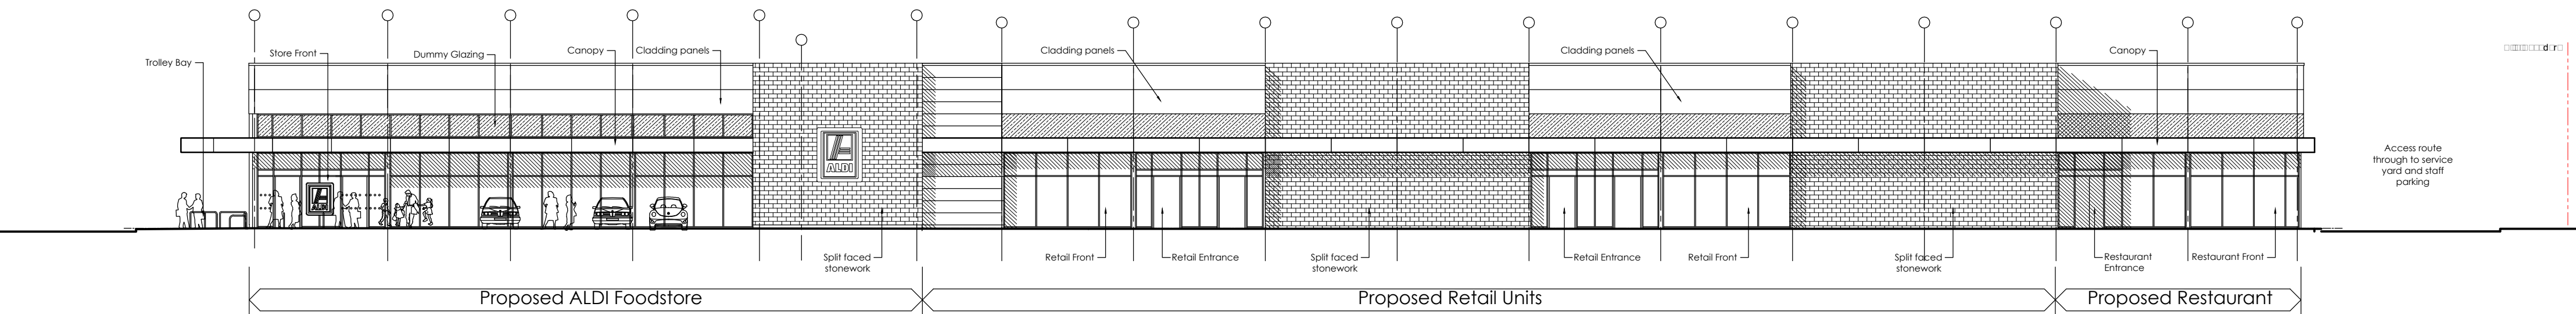 Trolley Bay
Store Front
Dummy Glazing
Canopy
Cladding panels
Cladding panels
Cladding panels
Canopy
ALDI
ALDI
Access route
through to service
yard and staff
parking
Split faced
stonework
Retail Front
Retail Entrance
Split faced
stonework
Retail Entrance
Retail Front
Split faced
stonework
Restaurant
Entrance
Restaurant Front
Proposed ALDI Foodstore
Proposed Retail Units
Proposed Restaurant